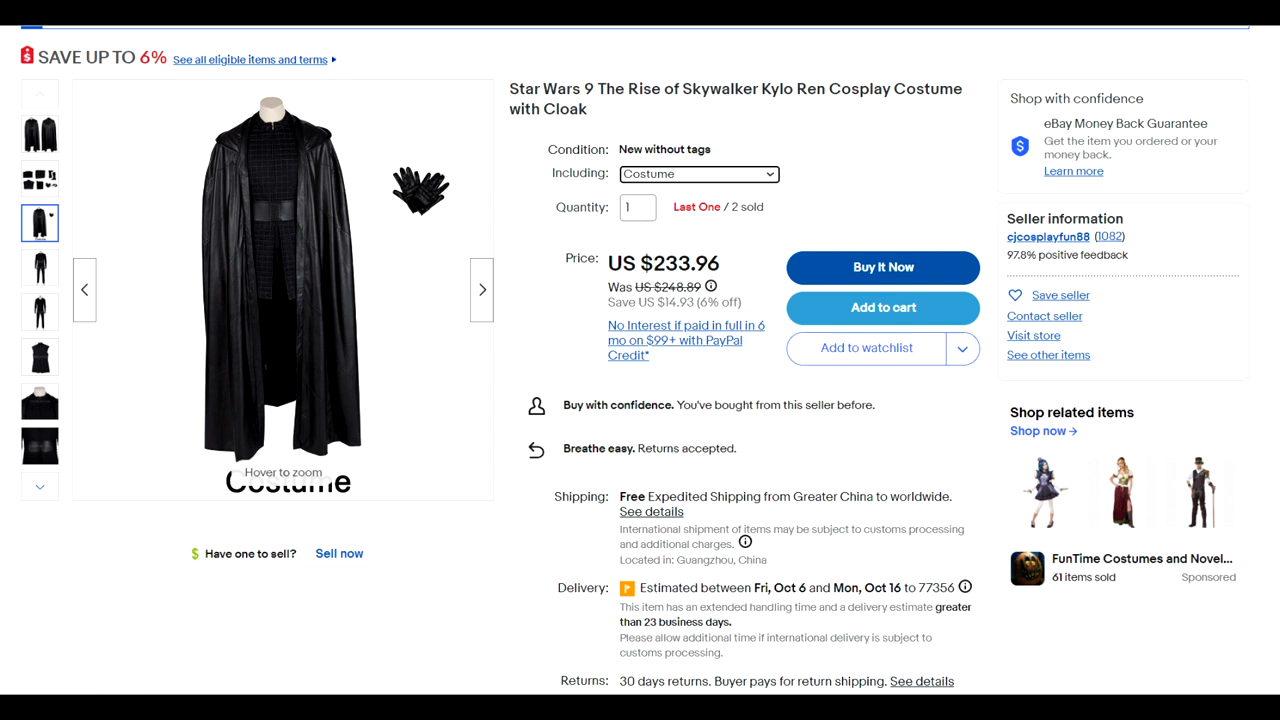 SAVE UP TO 6% See all eligible items and terms
Star Wars 9 The Rise of Skywalker Kylo Ren Cosplay Costume
with Cloak
Condition: New without tags
Including: Costume
Quantity: 1 Last One / 2 sold
Price: US $233.96
Was US $248.89
Save US $14.93 (6% off)
No Interest if paid in full in 6
mo on $99+ with PayPal
Credit*
Buy It Now
Add to cart
Add to watchlist
Buy with confidence. You've bought from this seller before.
Breathe easy. Returns accepted.
Shipping: Free Expedited Shipping from Greater China to worldwide.
See details
International shipment of items may be subject to customs processing
and additional charges.
Located in: Guangzhou, China
Delivery: Estimated between Fri, Oct 6 and Mon, Oct 16 to 77356
This item has an extended handling time and a delivery estimate greater
than 23 business days.
Please allow additional time if international delivery is subject to
customs processing.
Returns: 30 days returns. Buyer pays for return shipping. See details
Hover to zoom
Costume
$ Have one to sell? Sell now
Shop with confidence
eBay Money Back Guarantee
Get the item you ordered or your
money back.
Learn more
Seller information
cjcosplayfun88 (1082)
97.8% positive feedback
Save seller
Contact seller
Visit store
See other items
Shop related items
Shop now
FunTime Costumes and Novel...
61 items sold Sponsored